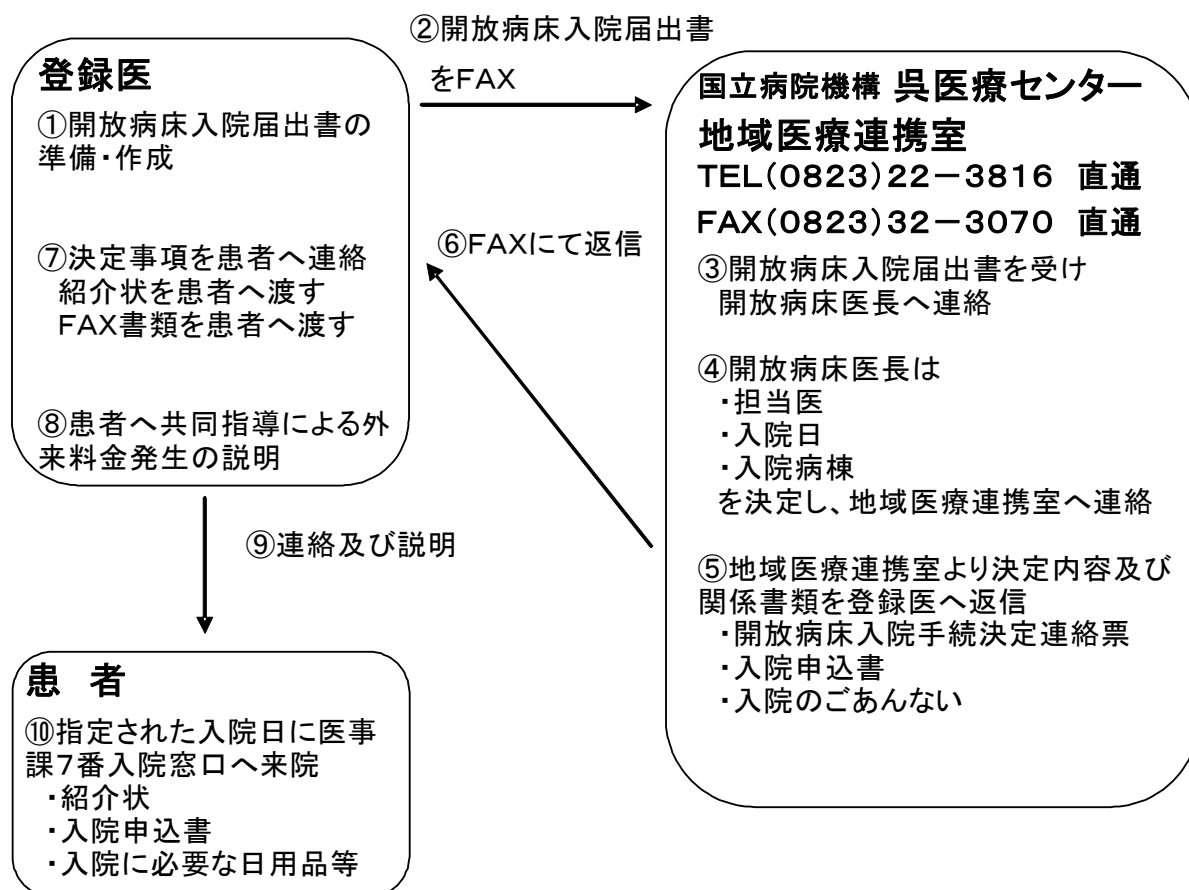 登録医
①開放病床入院届出書の
準備・作成
⑦決定事項を患者へ連絡
紹介状を患者へ渡す
FAX書類を患者へ渡す
⑧患者へ共同指導による外
来料金発生の説明
②開放病床入院届出書
をFAX
⑥FAXにて返信
国立病院機構 呉医療センター
地域医療連携室
TEL(0823)22-3816 直通
FAX(0823)32-3070 直通
③開放病床入院届出書を受け
開放病床医長へ連絡
④開放病床医長は
・担当医
・入院日
・入院病棟
を決定し、地域医療連携室へ連絡
⑤地域医療連携室より決定内容及び
関係書類を登録医へ返信
・開放病床入院手続決定連絡票
・入院申込書
・入院のごあんない
⑨連絡及び説明
患 者
⑩指定された入院日に医事
課7番入院窓口へ来院
・紹介状
・入院申込書
・入院に必要な日用品等